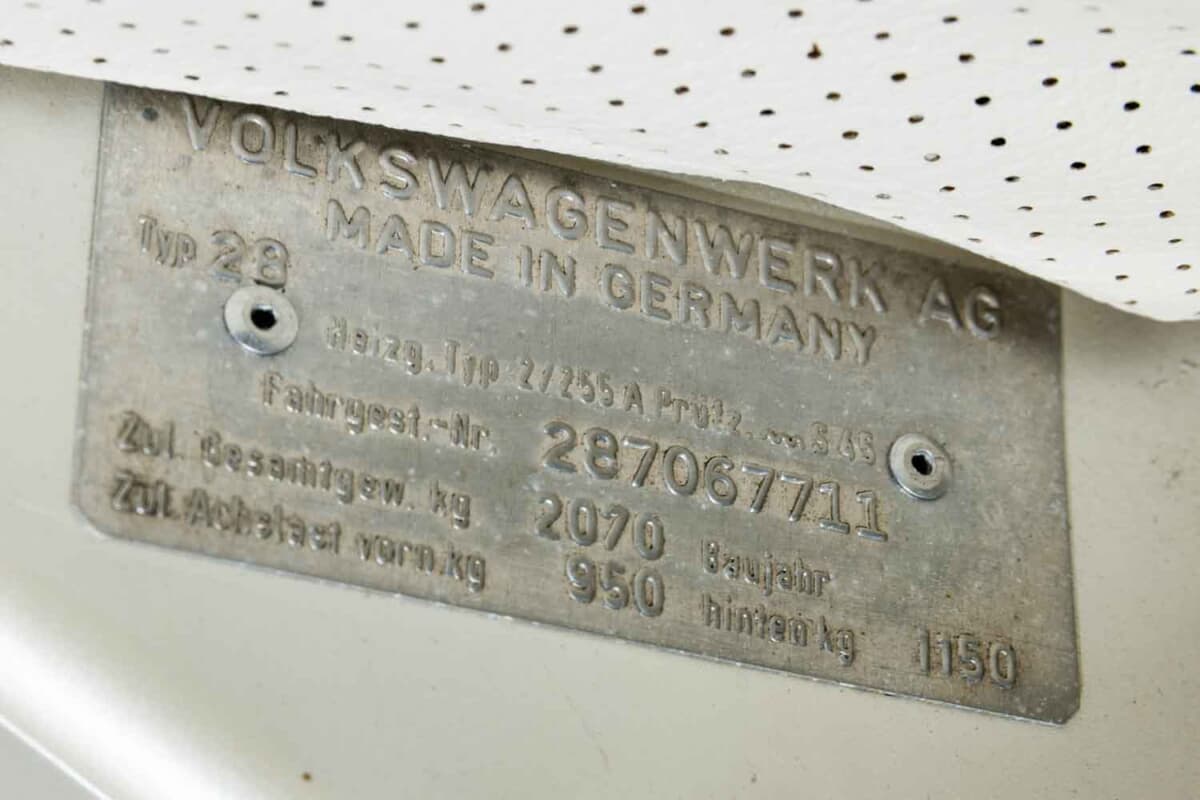 VOLKSWAGENWERK AG
MADE IN GERMANY
Typ 28
Heizg. Typ 2/255 A Prüfz. ~~~ S 46
Fahrgest.-Nr. 287067711
Zul. Gesamtgew. kg 2070 Baujahr
Zul. Achslast vorn. kg 950 hinten kg 1150